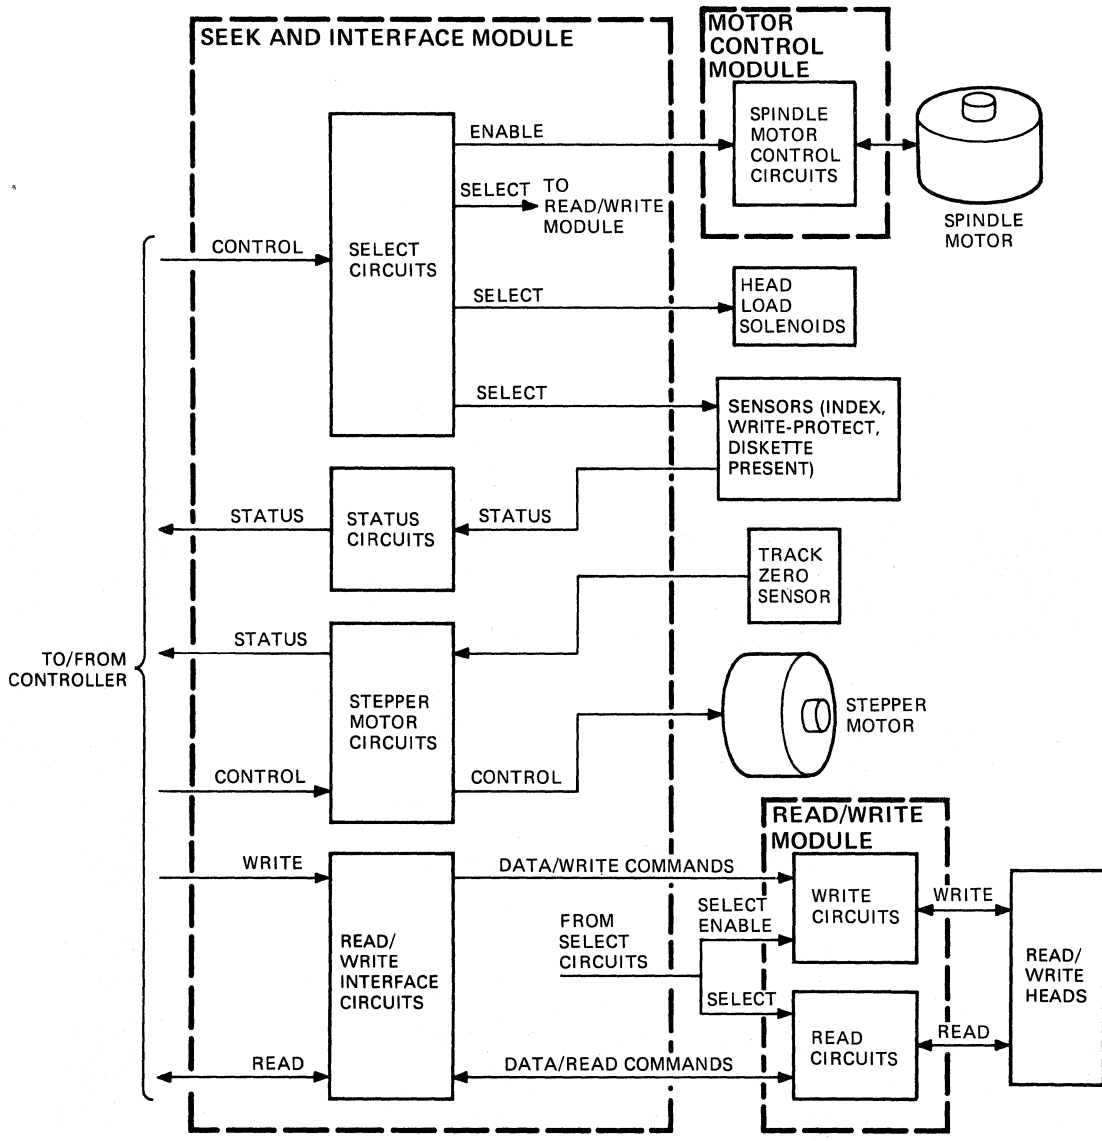 SEEK AND INTERFACE MODULE
MOTOR
CONTROL
MODULE
SPINDLE
MOTOR
CONTROL
CIRCUITS
SPINDLE
MOTOR
ENABLE
SELECT
TO
READ/WRITE
MODULE
CONTROL
SELECT
CIRCUITS
SELECT
HEAD
LOAD
SOLENOIDS
SELECT
SENSORS (INDEX,
WRITE-PROTECT,
DISKETTE
PRESENT)
STATUS
STATUS
CIRCUITS
STATUS
TRACK
ZERO
SENSOR
STATUS
TO/FROM
CONTROLLER
STEPPER
MOTOR
CIRCUITS
STEPPER
MOTOR
CONTROL
CONTROL
READ/WRITE
MODULE
WRITE
DATA/WRITE COMMANDS
WRITE
CIRCUITS
WRITE
SELECT
ENABLE
FROM
SELECT
CIRCUITS
READ/
WRITE
INTERFACE
CIRCUITS
READ/
WRITE
HEADS
SELECT
READ
CIRCUITS
READ
READ
DATA/READ COMMANDS